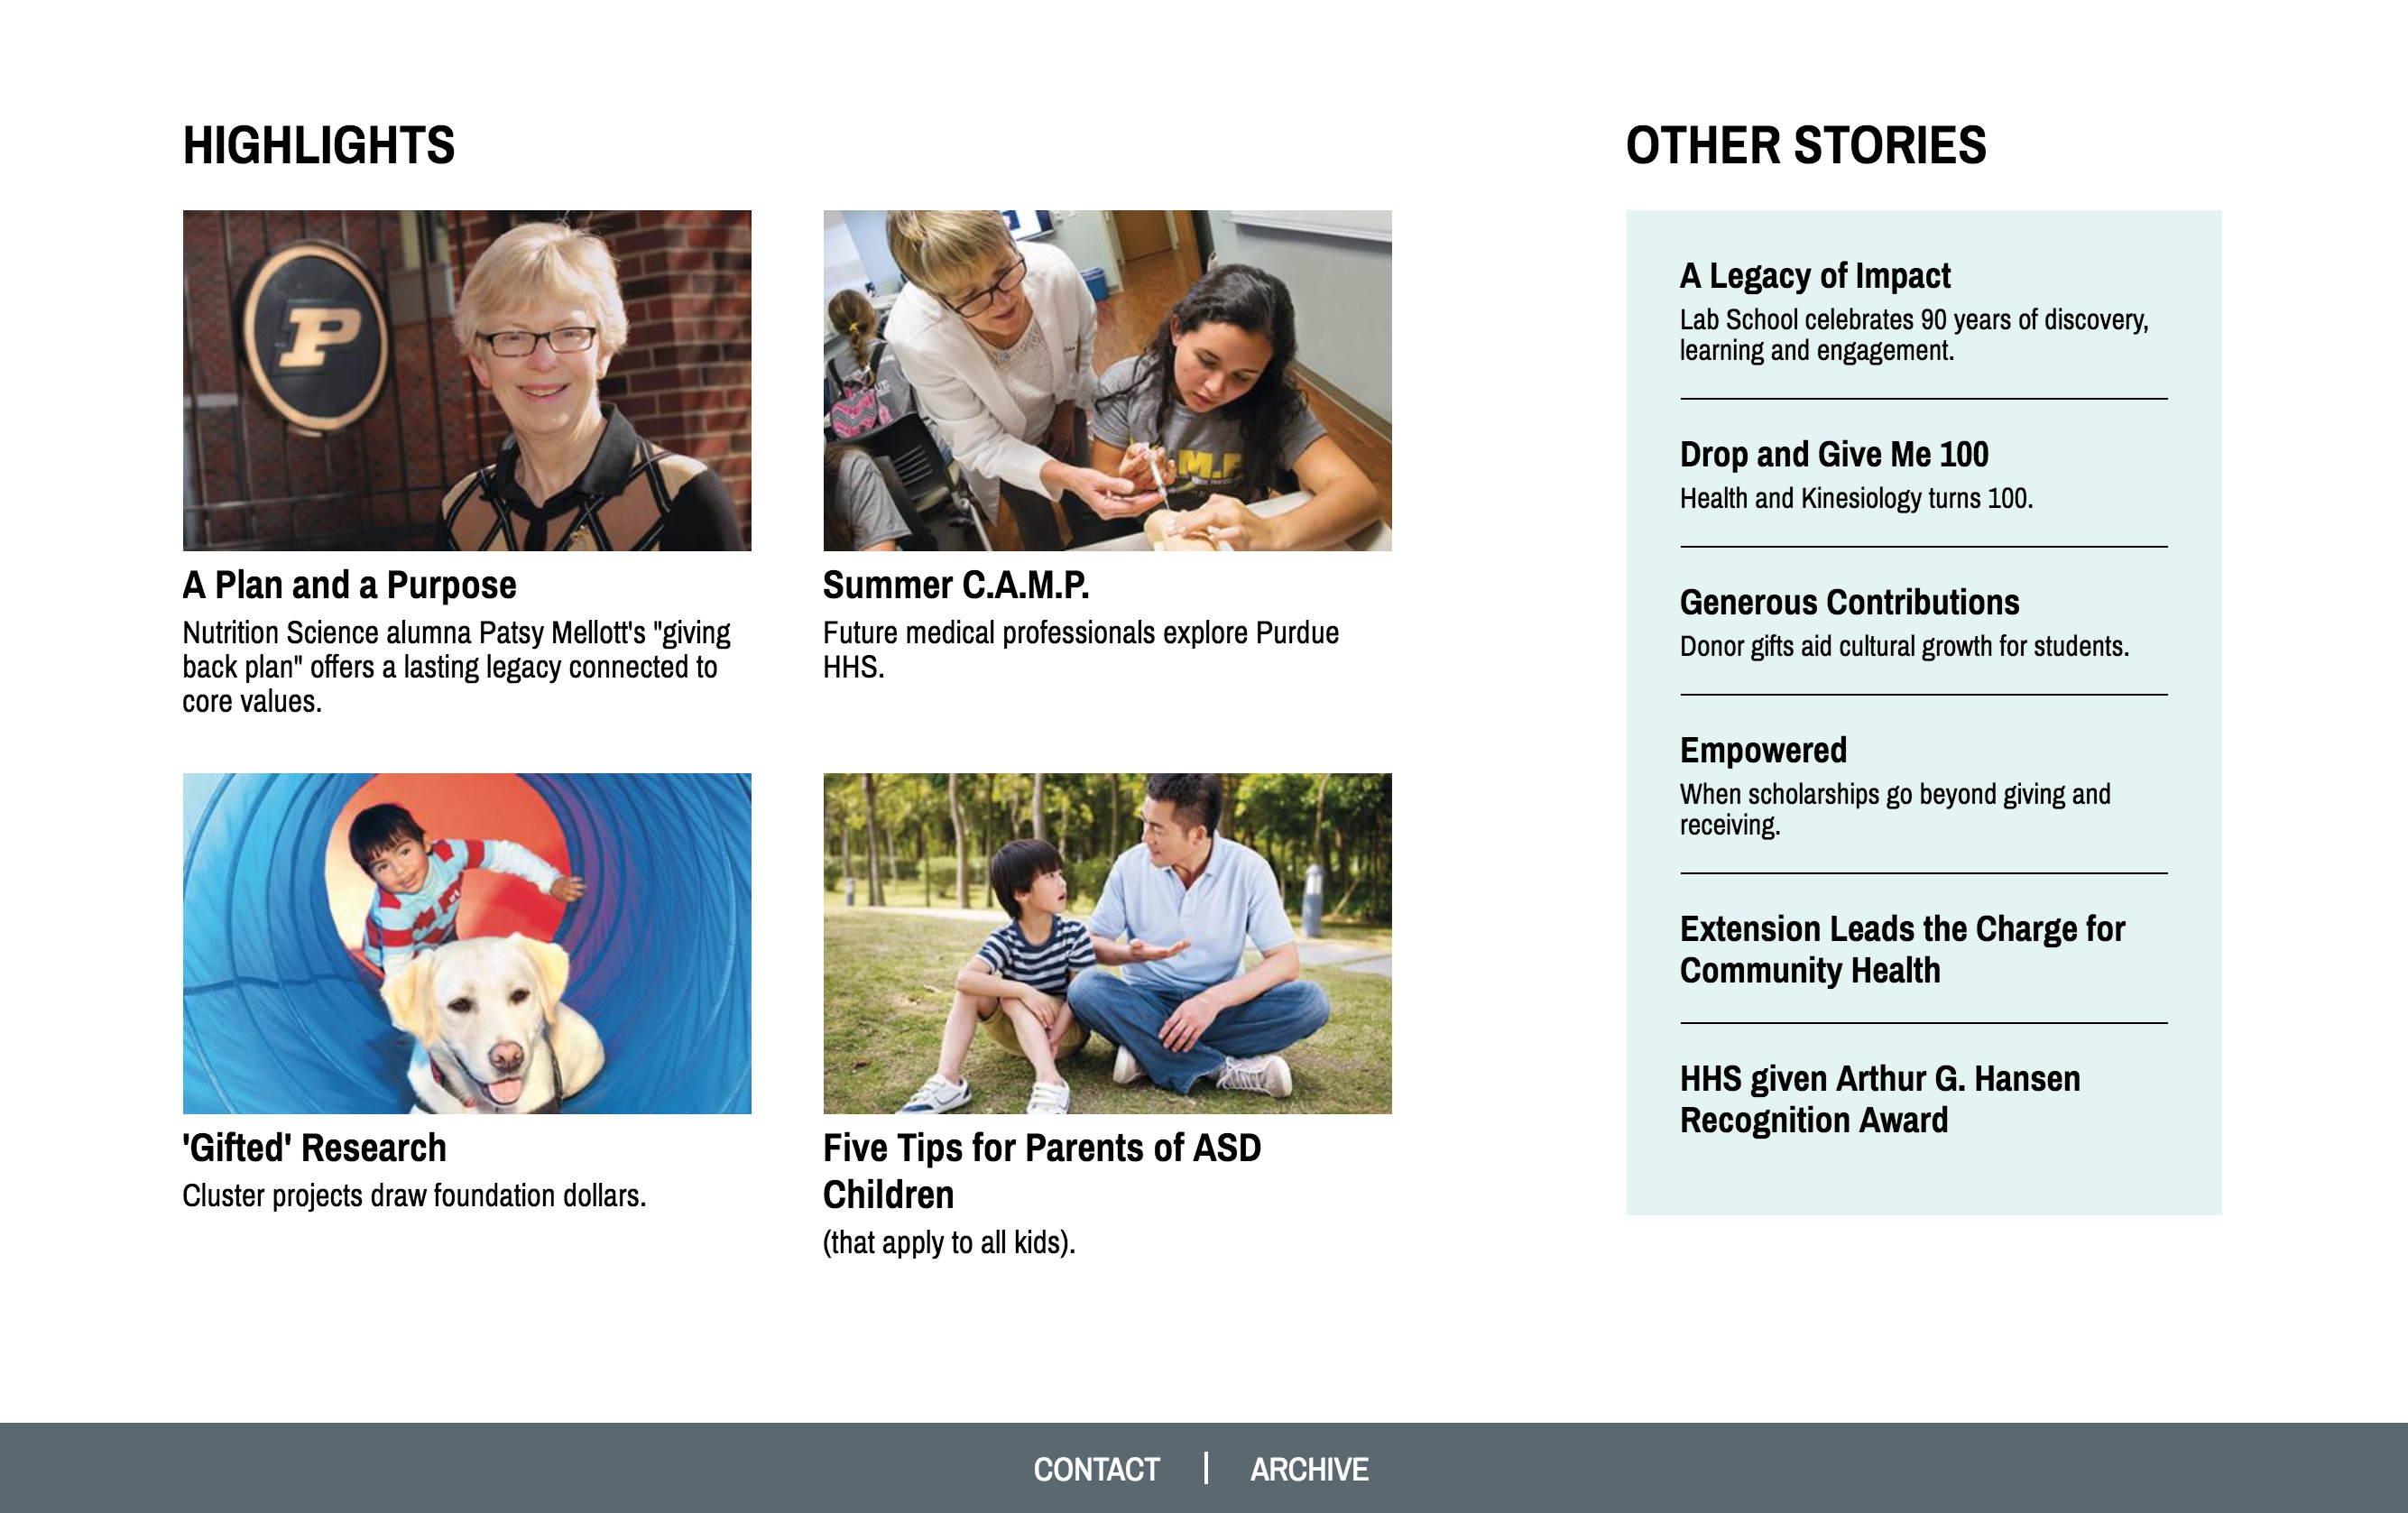 HIGHLIGHTS
P
A Plan and a Purpose
Nutrition Science alumna Patsy Mellott's "giving
back plan" offers a lasting legacy connected to
core values.
M.P
Summer C.A.M.P.
Future medical professionals explore Purdue
HHS.
'Gifted' Research
Cluster projects draw foundation dollars.
Five Tips for Parents of ASD
Children
(that apply to all kids).
OTHER STORIES
A Legacy of Impact
Lab School celebrates 90 years of discovery,
learning and engagement.
Drop and Give Me 100
Health and Kinesiology turns 100.
Generous Contributions
Donor gifts aid cultural growth for students.
Empowered
When scholarships go beyond giving and
receiving.
Extension Leads the Charge for
Community Health
HHS given Arthur G. Hansen
Recognition Award
CONTACT | ARCHIVE